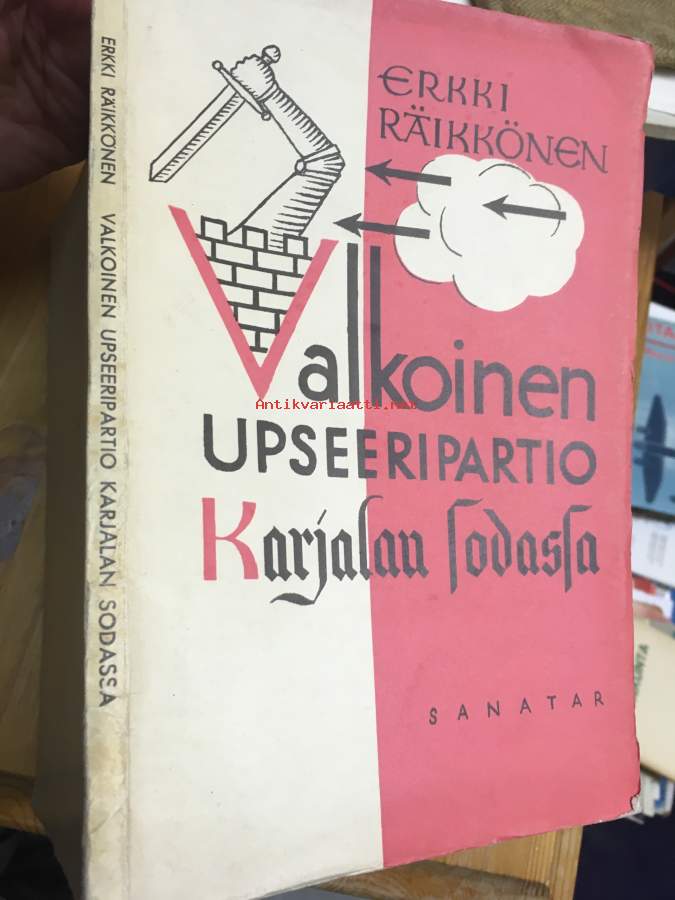 ERKKI RÄIKKÖNEN VALKOINEN UPSEERIPARTIO KARJALAN SODASSA
ERKKI
RÄIKKÖNEN
Valkoinen
UPSEERIPARTIO
Karjalan sodassa
SANATAR
Antikvariaatti.net